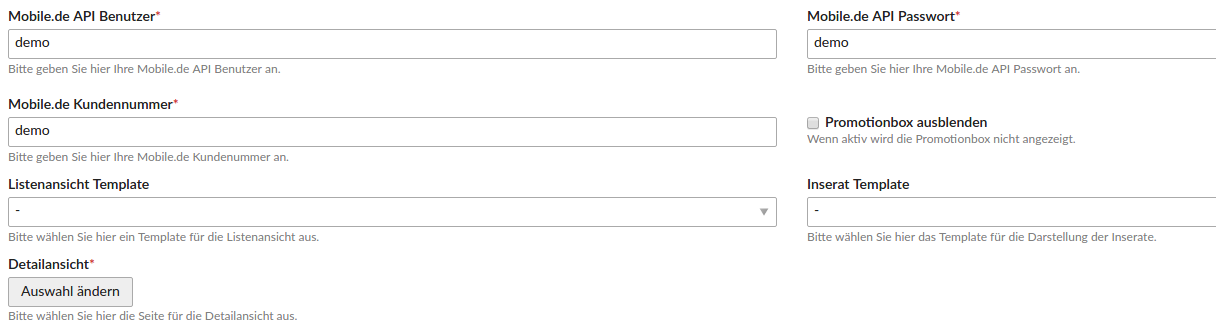 Mobile.de API Benutzer*
Mobile.de API Passwort*
demo
demo
Bitte geben Sie hier Ihre Mobile.de API Benutzer an.
Bitte geben Sie hier Ihre Mobile.de API Passwort an.
Mobile.de Kundennummer*
demo
Promotionbox ausblenden
Wenn aktiv wird die Promotionbox nicht angezeigt.
Bitte geben Sie hier Ihre Mobile.de Kundenummer an.
Listenansicht Template
Inserat Template
-
-
Bitte wählen Sie hier ein Template für die Listenansicht aus.
Bitte wählen Sie hier das Template für die Darstellung der Inserate.
Detailansicht*
Auswahl ändern
Bitte wählen Sie hier die Seite für die Detailansicht aus.